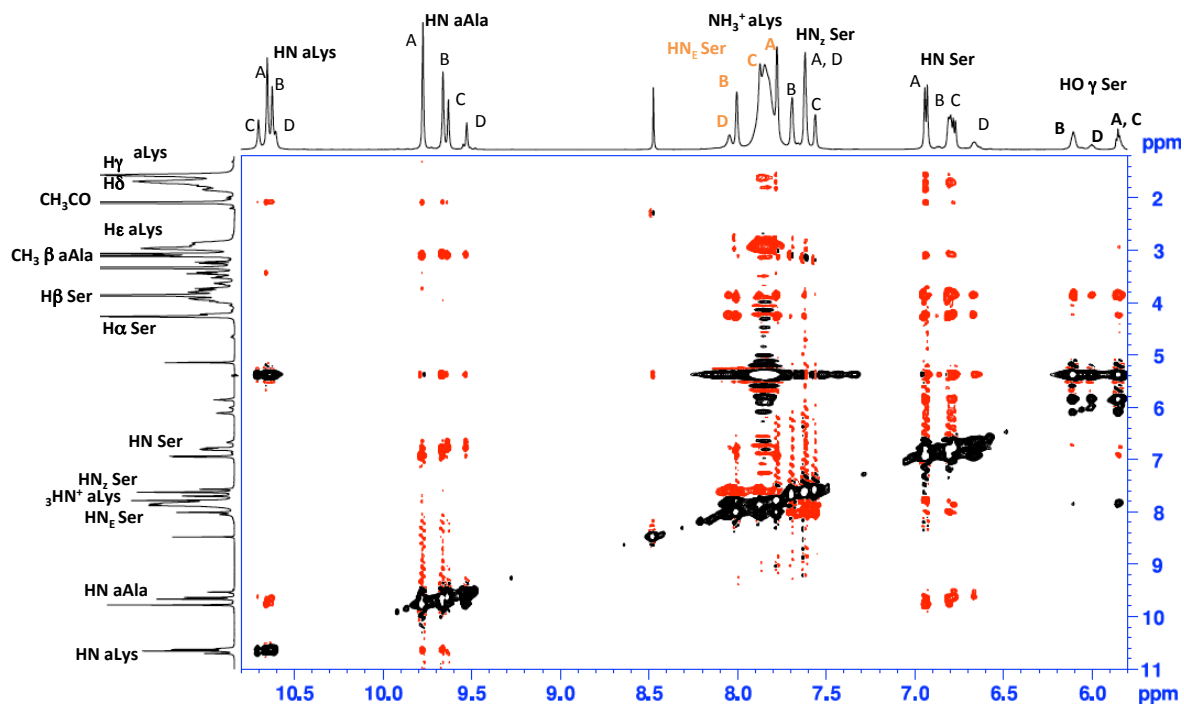 HN aLys
A
B
C
D
HN aAla
A
B
C
D
HNE Ser
B
D
C
A
NH3+ aLys
HNz Ser
A, D
B
C
HN Ser
A
B
C
D
HO γ Ser
B
D
A, C
ppm
aLys
Hγ
Hδ
CH3CO
Hε aLys
CH3 β aAla
Hβ Ser
Hα Ser
HN Ser
HNz Ser
3HN+ aLys
HNE Ser
HN aAla
HN aLys
2
3
4
5
6
7
8
9
10
11
10.5
10.0
9.5
9.0
8.5
8.0
7.5
7.0
6.5
6.0
ppm